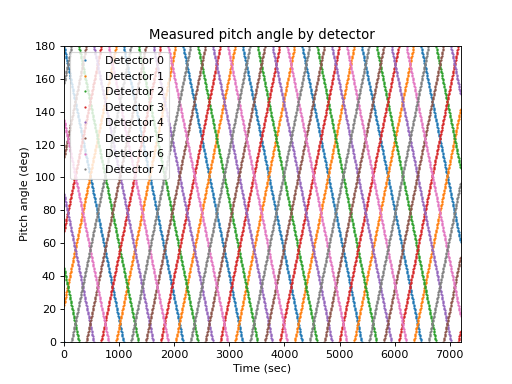 Measured pitch angle by detector
Pitch angle (deg)
180
160
140
120
100
80
60
40
20
0
Detector 0
Detector 1
Detector 2
Detector 3
Detector 4
Detector 5
Detector 6
Detector 7
0 1000 2000 3000 4000 5000 6000 7000
Time (sec)